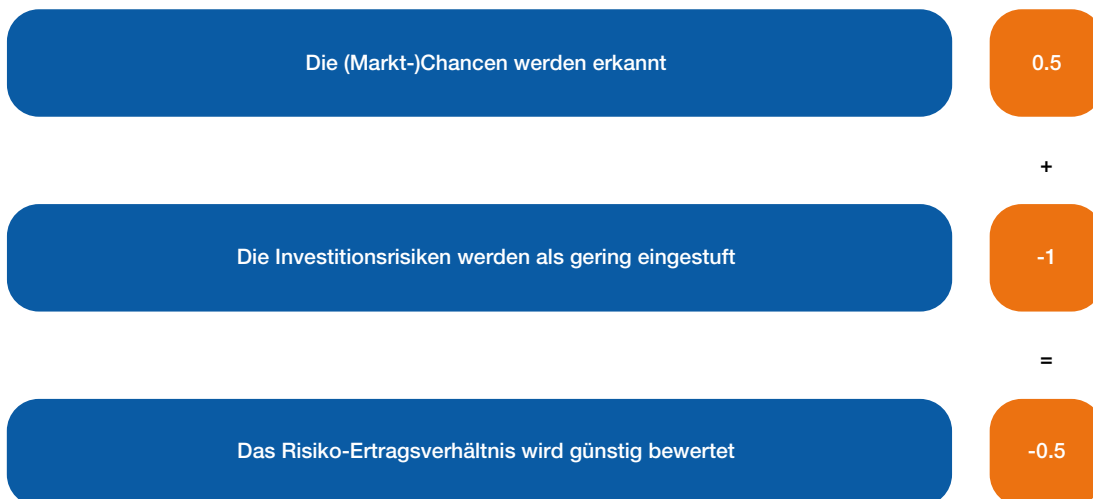 Die (Markt-)Chancen werden erkannt 0.5
+
Die Investitionsrisiken werden als gering eingestuft -1
=
Das Risiko-Ertragsverhältnis wird günstig bewertet -0.5